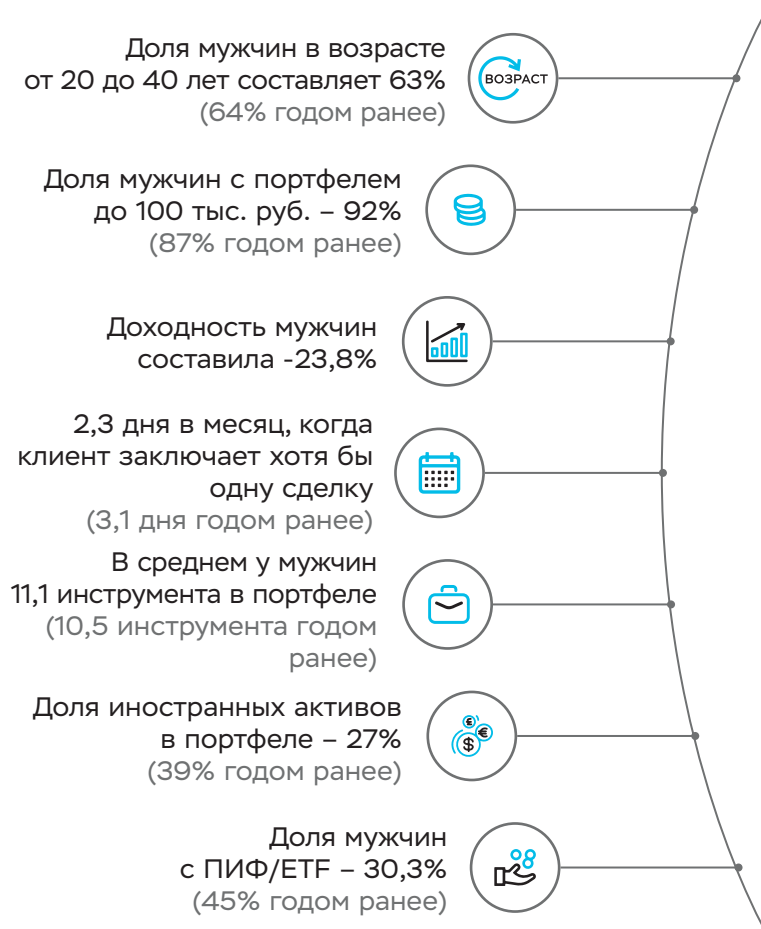 Доля мужчин в возрасте
от 20 до 40 лет составляет 63%
(64% годом ранее)
ВОЗРАСТ
Доля мужчин с портфелем
до 100 тыс. руб. – 92%
(87% годом ранее)
Доходность мужчин
составила -23,8%
2,3 дня в месяц, когда
клиент заключает хотя бы
одну сделку
(3,1 дня годом ранее)
В среднем у мужчин
11,1 инструмента в портфеле
(10,5 инструмента годом
ранее)
Доля иностранных активов
в портфеле – 27%
(39% годом ранее)
€
€
$
Доля мужчин
с ПИФ/ETF – 30,3%
(45% годом ранее)